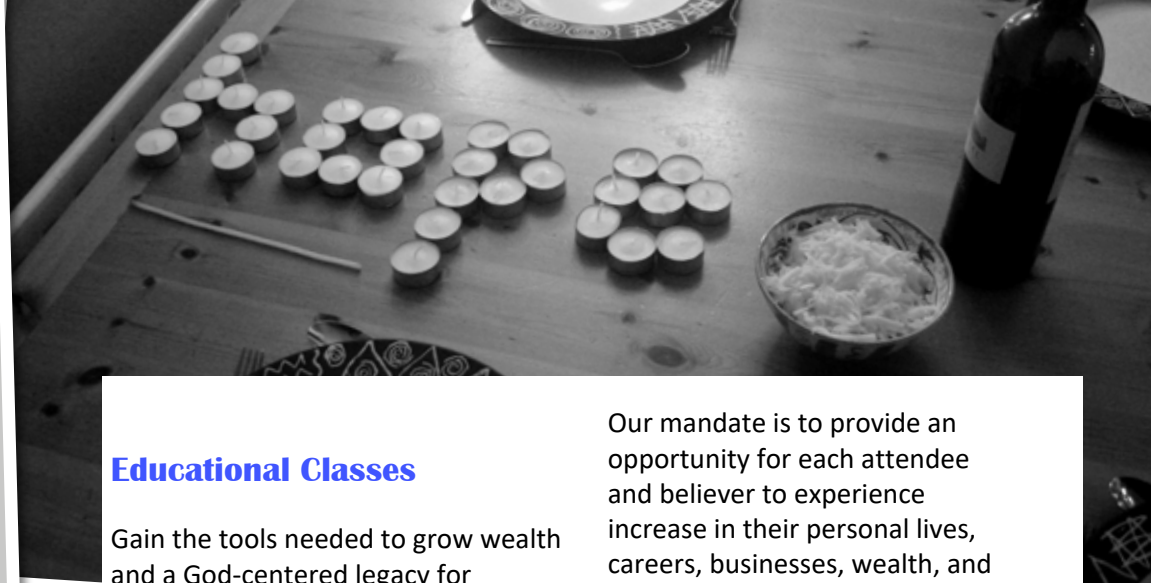 hope
Educational Classes
Gain the tools needed to grow wealth
and a God-centered legacy for
Our mandate is to provide an
opportunity for each attendee
and believer to experience
increase in their personal lives,
careers, businesses, wealth, and